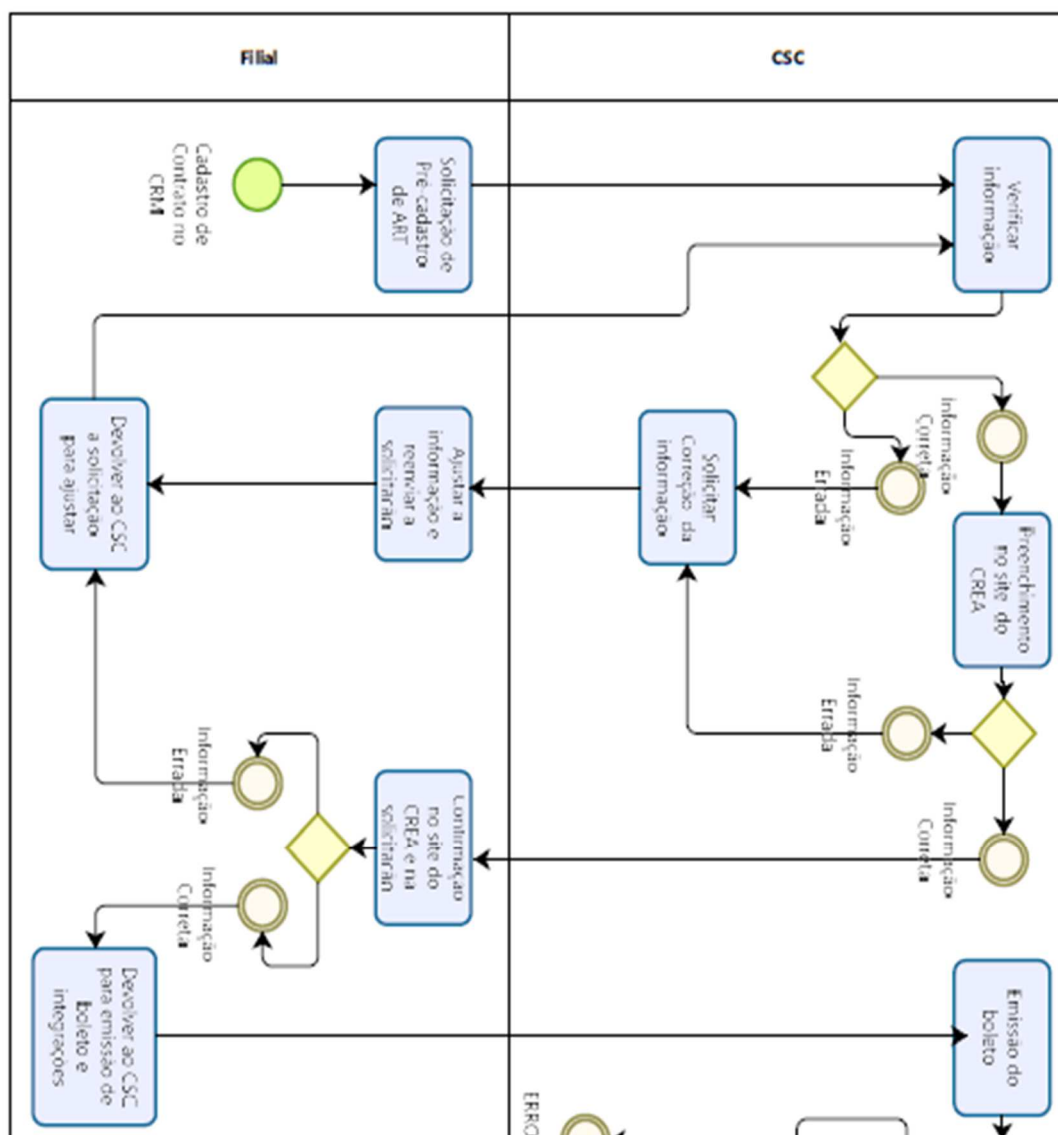 Filial
CSC
Cadastro de
Contrato no
CRM
Solicitação de
Pré-cadastro
de ART
Verificar
informação
Informação
Correta
Informação
Errada
Solicitar
Correção da
informação
Ajustar a
informação e
reenviar a
solicitação
Devolver ao CSC
a solicitação
para ajustar
Preenchimento
no site do
CREA
Informação
Errada
Informação
Correta
Confirmação
no site do
CREA e na
solicitação
Informação
Errada
Informação
Correta
Devolver ao CSC
para emissão de
boleto e
integrações
Emissão do
boleto
ERRO